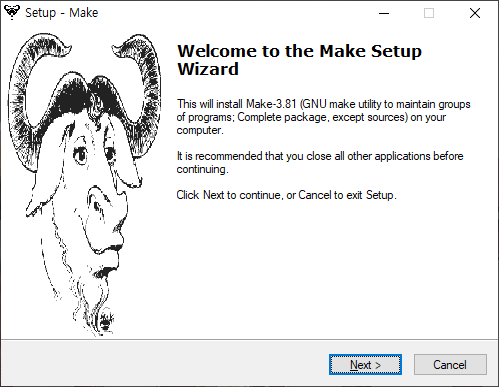 Setup - Make
Welcome to the Make Setup
Wizard
This will install Make-3.81 (GNU make utility to maintain groups
of programs; Complete package, except sources) on your
computer.
It is recommended that you close all other applications before
continuing.
Click Next to continue, or Cancel to exit Setup.
Next >
Cancel